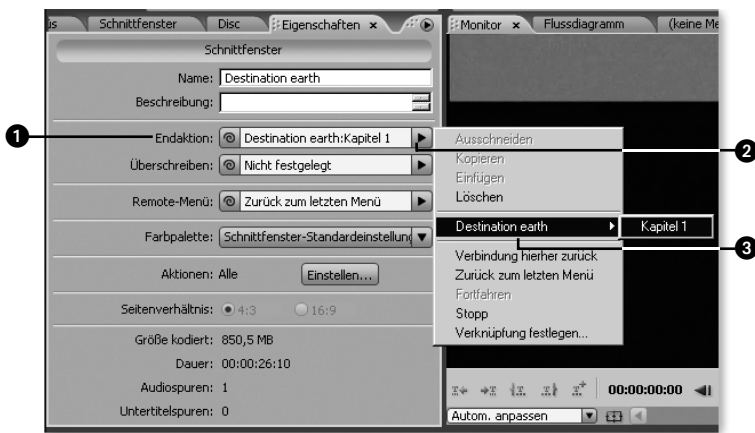 Schnittfenster Disc Eigenschaften Monitor Flussdiagramm (keine
Schnittfenster
Name: Destination earth
Beschreibung:
1
Endaktion: Destination earth:Kapitel 1
2
Überschreiben: Nicht festgelegt
Remote-Menü: Zurück zum letzten Menü
Farbpalette: Schnittfenster-Standardeinstellung
Aktionen: Alle Einstellen...
Seitenverhältnis: 4:3 16:9
Größe kodiert: 850,5 MB
Dauer: 00:00:26:10
Audiospuren: 1
Untertitelspuren: 0
Ausschneiden
Kopieren
Einfügen
Löschen
Destination earth Kapitel 1
3
Verbindung hierher zurück
Zurück zum letzten Menü
Fortfahren
Stopp
Verknüpfung festlegen...
00:00:00:00
Autom. anpassen